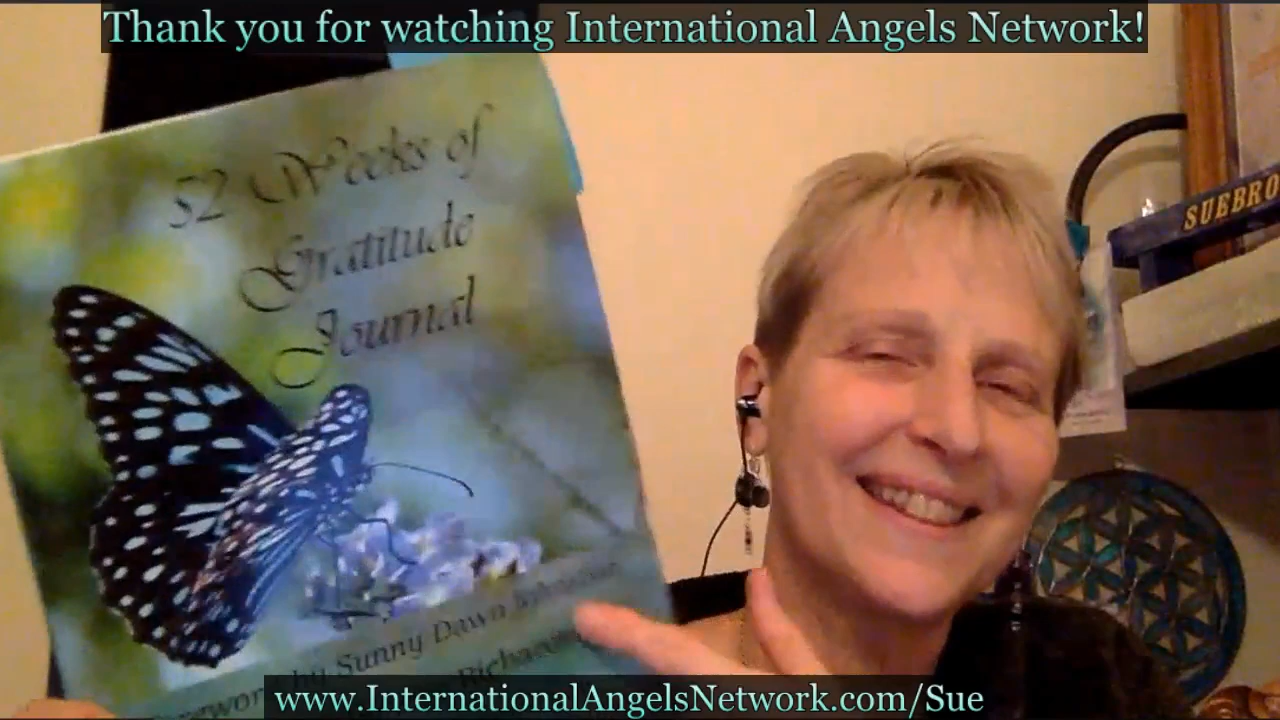 Thank you for watching International Angels Network!
52 Weeks of
Gratitude
Journal
SUEBRO
by Sunny Dawn
www.InternationalAngelsNetwork.com/Sue